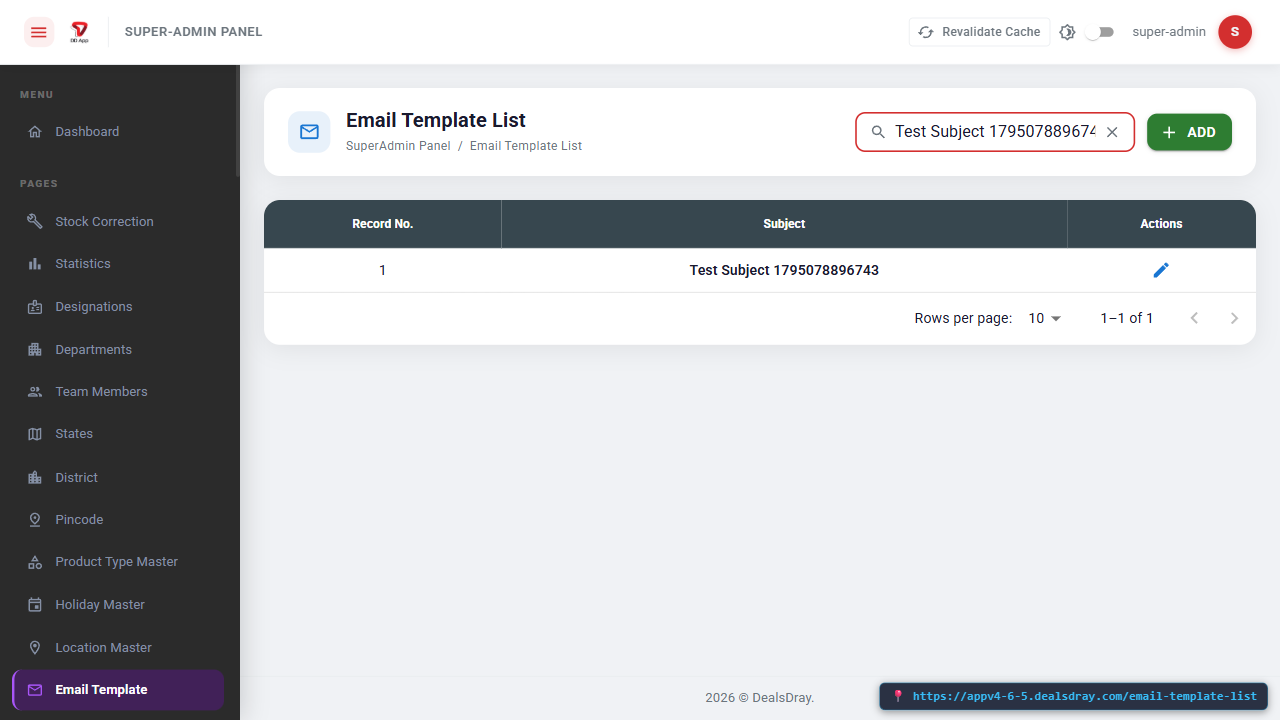 DD App
SUPER-ADMIN PANEL
Revalidate Cache
super-admin
S
MENU
Dashboard
PAGES
Stock Correction
Statistics
Designations
Departments
Team Members
States
District
Pincode
Product Type Master
Holiday Master
Location Master
Email Template
Email Template List
SuperAdmin Panel / Email Template List
Test Subject 179507889674
ADD
Record No.
Subject
Actions
1
Test Subject 1795078896743
Rows per page:
10
1–1 of 1
2026 © DealsDray.
https://appv4-6-5.dealsdray.com/email-template-list